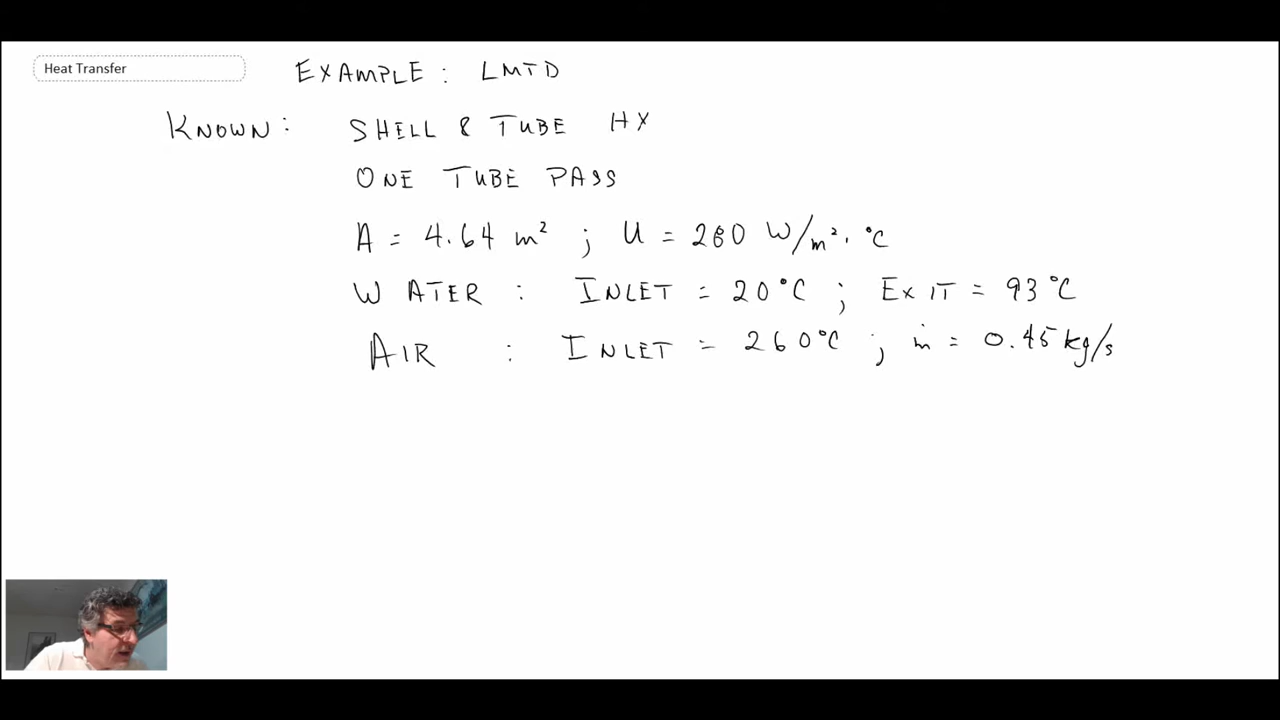 Heat Transfer
EXAMPLE: LMTD
KNOWN: SHELL & TUBE HX
ONE TUBE PASS
A = 4.64 m² ; U = 280 W/m²·°C
WATER : INLET = 20°C ; EXIT = 93°C
AIR : INLET = 260°C ; ṁ = 0.45 kg/s